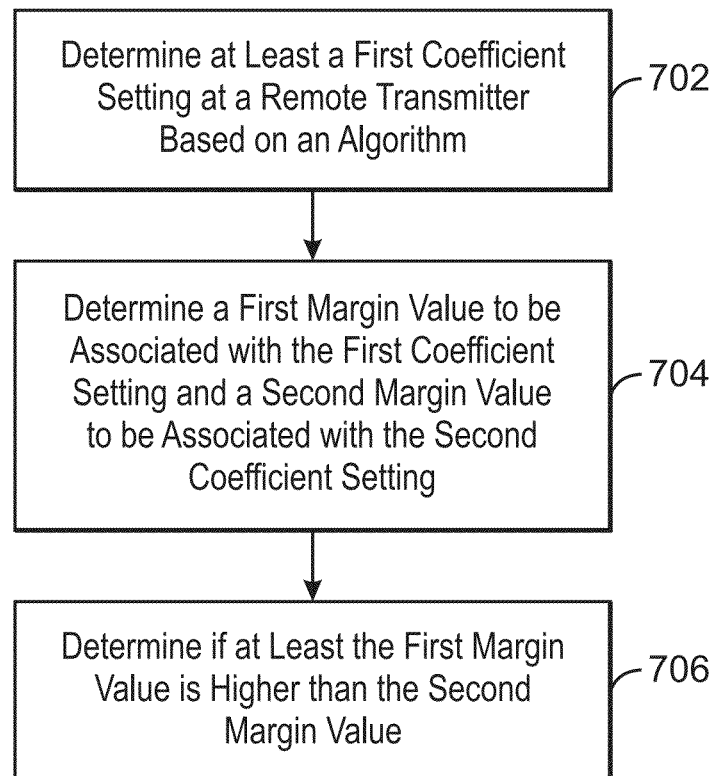 Determine at Least a First Coefficient
Setting at a Remote Transmitter
Based on an Algorithm
702
Determine a First Margin Value to be
Associated with the First Coefficient
Setting and a Second Margin Value
to be Associated with the Second
Coefficient Setting
704
Determine if at Least the First Margin
Value is Higher than the Second
Margin Value
706